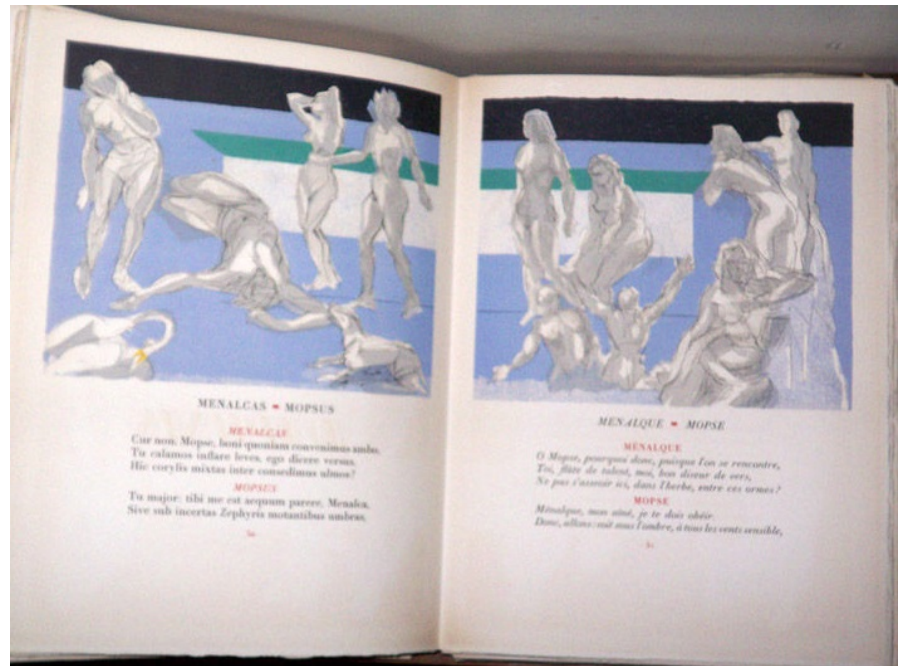 MENALCAS - MOPSUS
MENALCAS
Cur non, Mopse, boni quoniam convenimus ambo,
Tu calamos inflare leves, ego dicere versus,
Hic corylis mixtas inter consedimus ulmos?
MOPSUS
Tu major: tibi me est aequum parere, Menalca,
Sive sub incertas Zephyris motantibus umbras,
MENALQUE - MOPSE
MÉNALQUE
O Mopse, pourquoi donc, puisque l'on se rencontre,
Toi, flûte de talent, moi, bon diseur de vers,
Ne pas s'asseoir ici, dans l'herbe, entre ces ormes?
MOPSE
Ménalque, mon aîné, je te dois obéir.
Donc, allons: soit sous l'ombre, à tous les vents sensible,